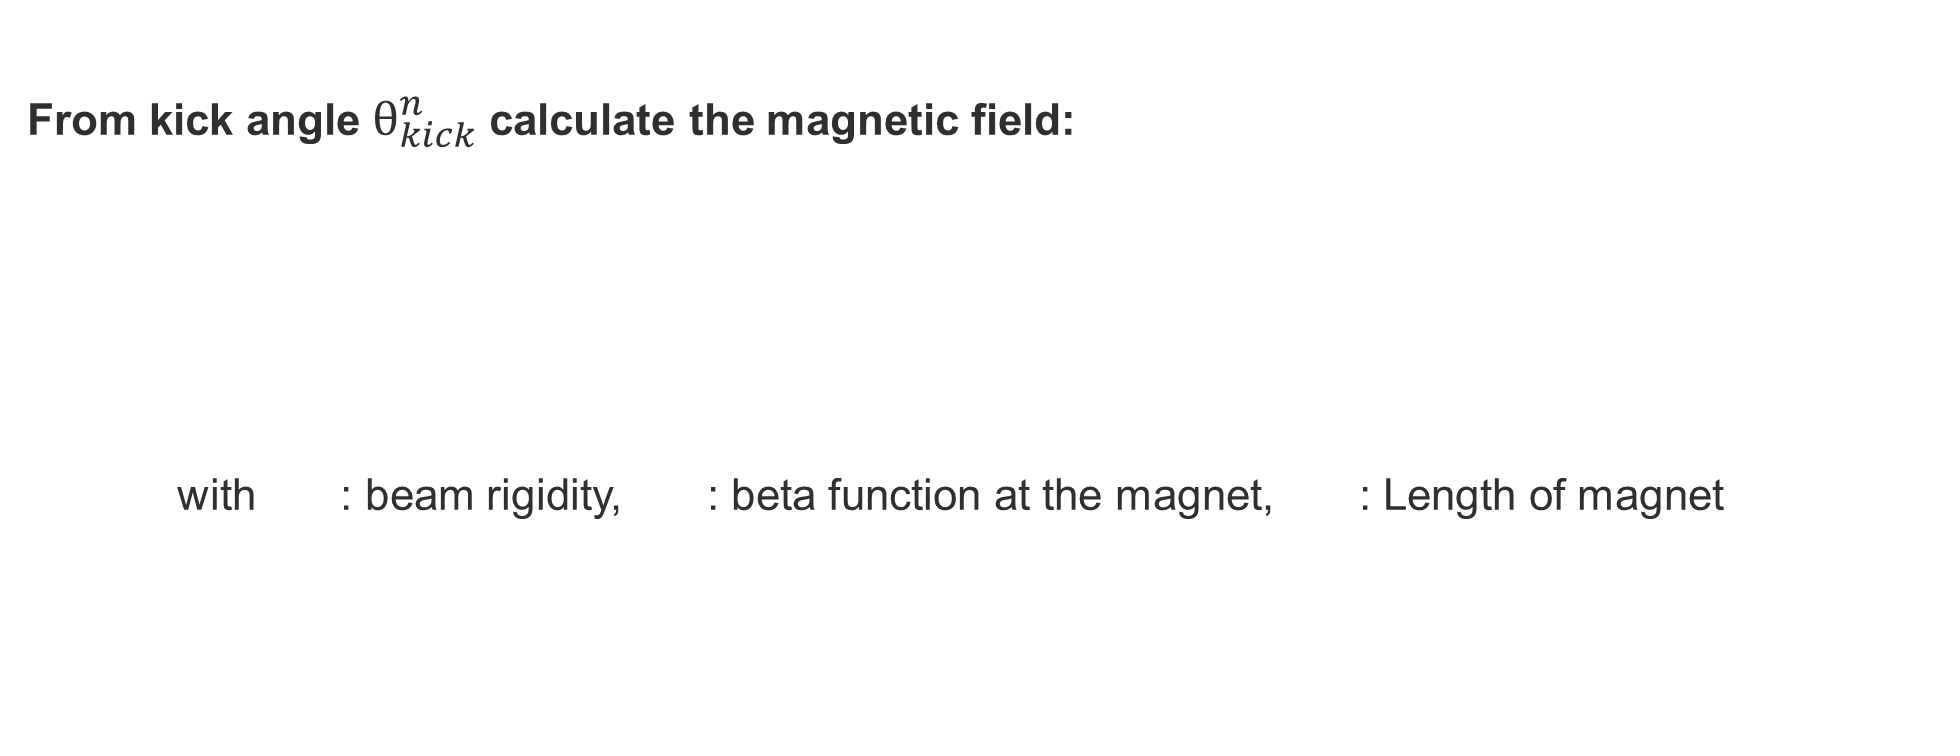 From kick angle θ^n_kick calculate the magnetic field:
with : beam rigidity, : beta function at the magnet, : Length of magnet